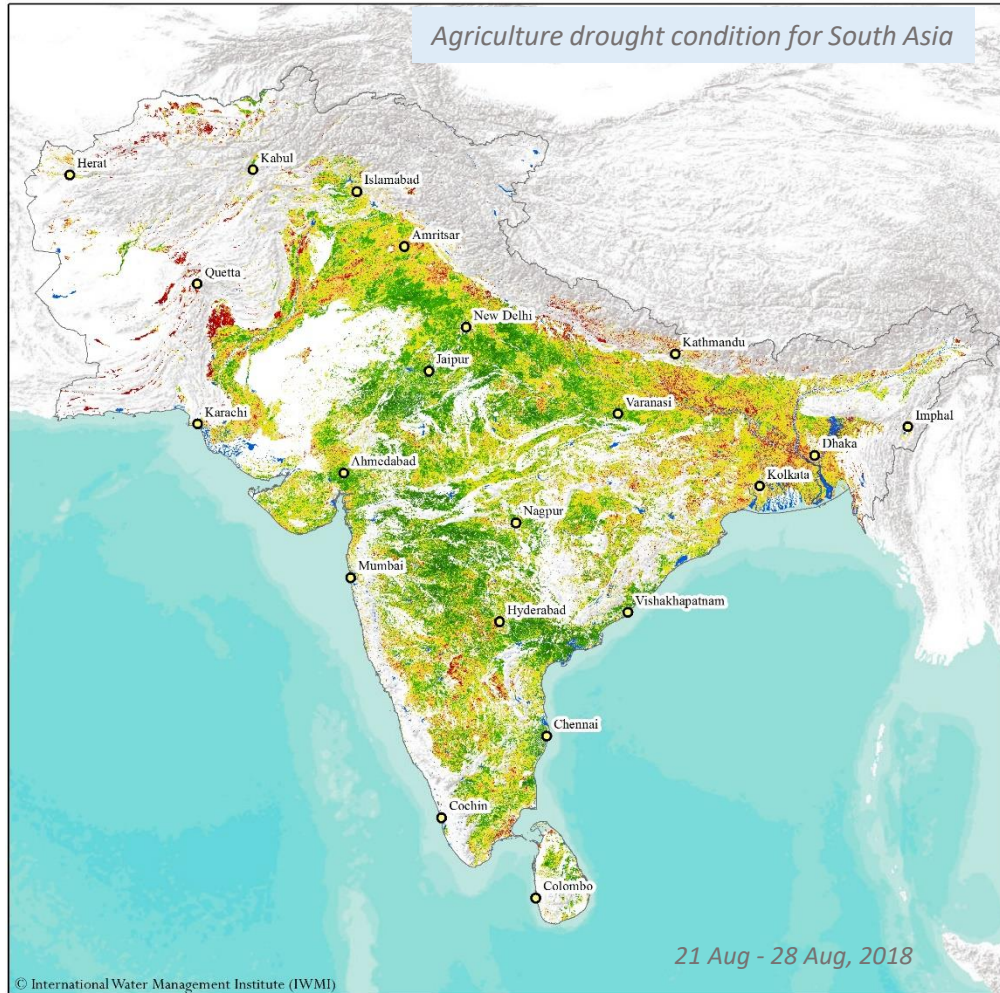 Agriculture drought condition for South Asia
Herat
Kabul
Islamabad
Amritsar
Quetta
New Delhi
Kathmandu
Jaipur
Varanasi
Karachi
Imphal
Dhaka
Ahmedabad
Kolkata
Nagpur
Mumbai
Vishakhapatnam
Hyderabad
Chennai
Cochin
Colombo
21 Aug - 28 Aug, 2018
© International Water Management Institute (IWMI)